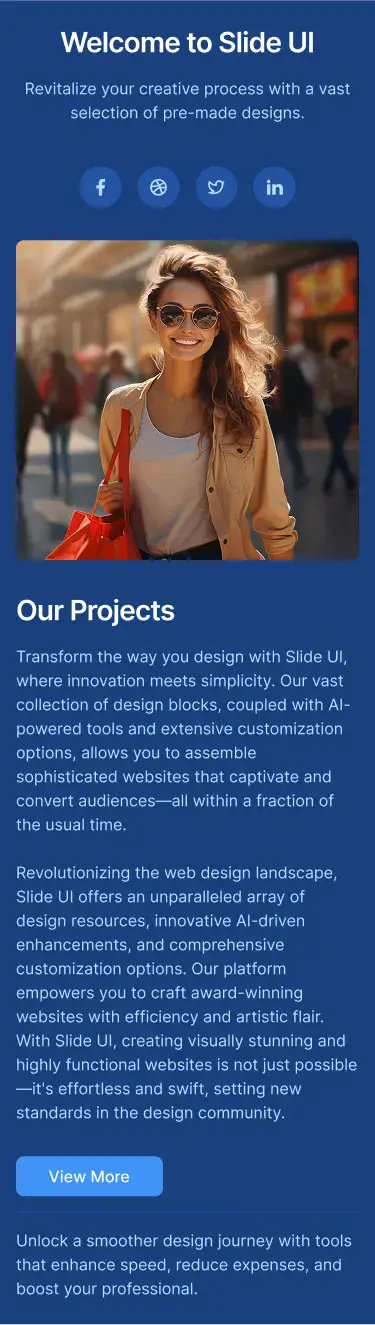 Welcome to Slide UI
Revitalize your creative process with a vast
selection of pre-made designs.
Our Projects
Transform the way you design with Slide UI,
where innovation meets simplicity. Our vast
collection of design blocks, coupled with AI-
powered tools and extensive customization
options, allows you to assemble
sophisticated websites that captivate and
convert audiences—all within a fraction of
the usual time.
Revolutionizing the web design landscape,
Slide UI offers an unparalleled array of
design resources, innovative AI-driven
enhancements, and comprehensive
customization options. Our platform
empowers you to craft award-winning
websites with efficiency and artistic flair.
With Slide UI, creating visually stunning and
highly functional websites is not just possible
—it's effortless and swift, setting new
standards in the design community.
View More
Unlock a smoother design journey with tools
that enhance speed, reduce expenses, and
boost your professional.